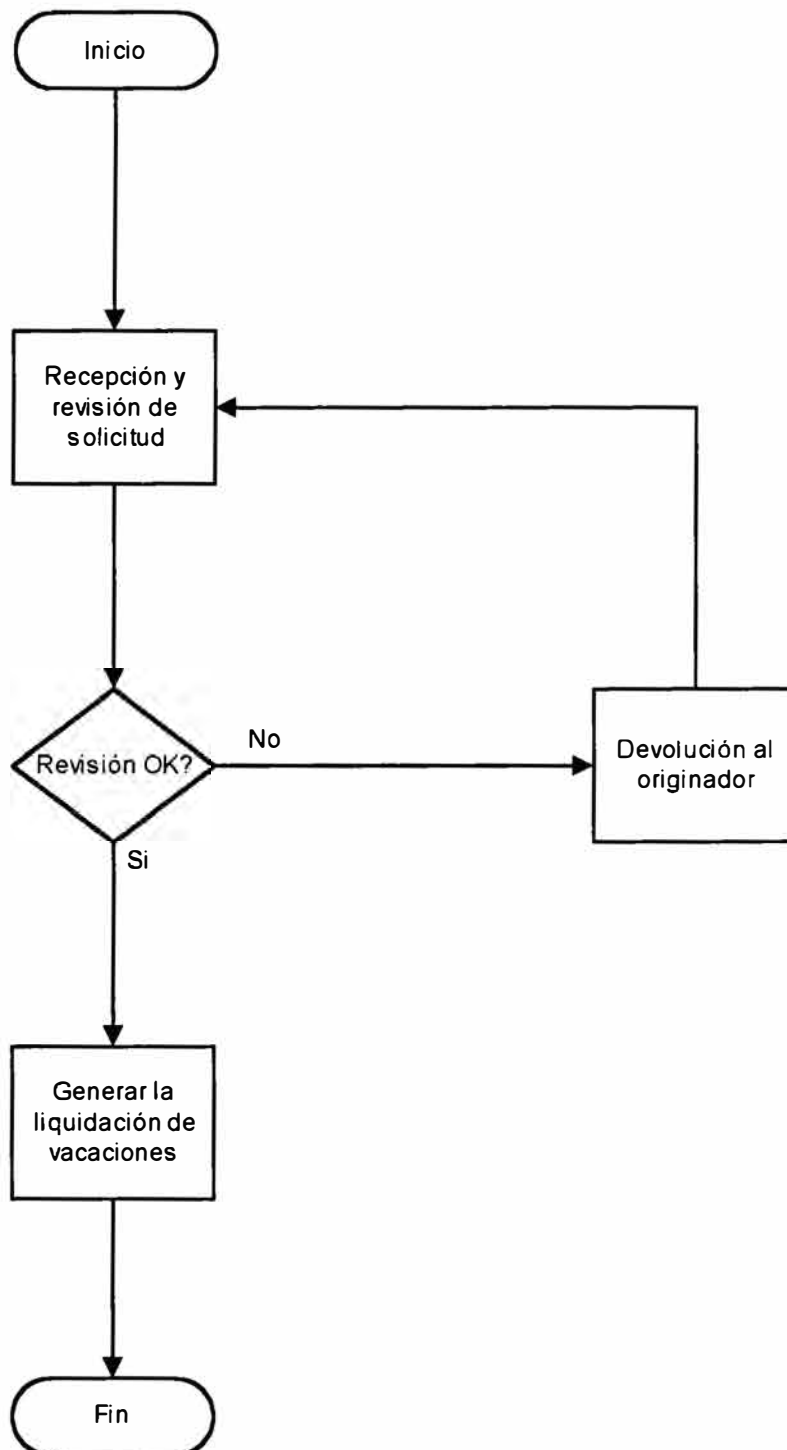 Inicio
Recepción y
revisión de
solicitud
Revisión OK?
No
Devolución al
originador
Si
Generar la
liquidación de
vacaciones
Fin